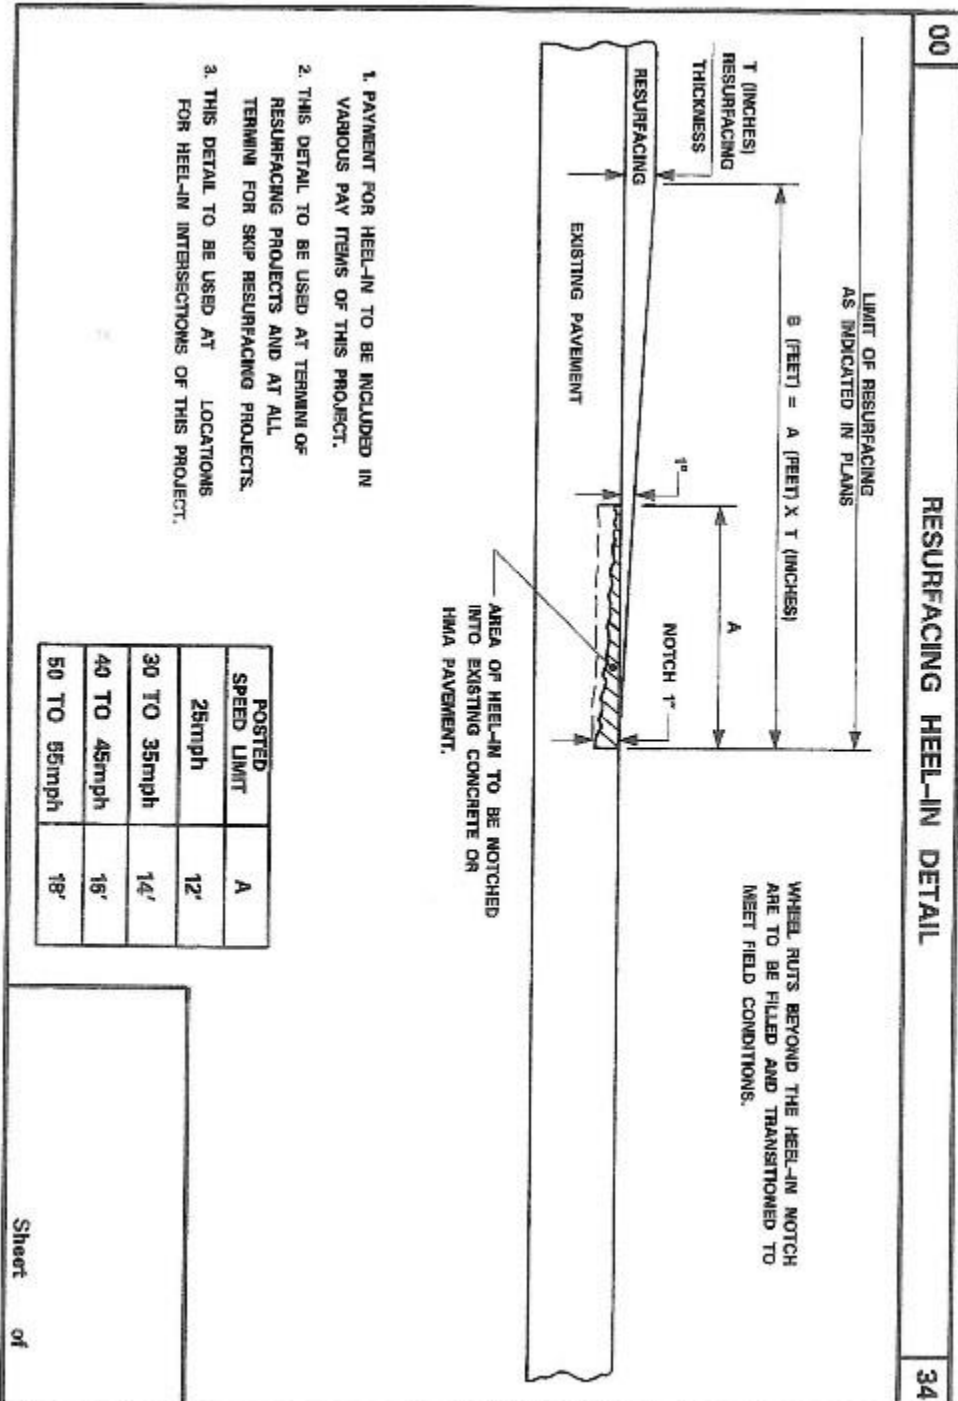 00
RESURFACING HEEL-IN DETAIL
34
LIMIT OF RESURFACING
AS INDICATED IN PLANS
B (FEET) = A (FEET) X T (INCHES)
T (INCHES)
RESURFACING
THICKNESS
RESURFACING
EXISTING PAVEMENT
1"
A
NOTCH 1"
WHEEL RUTS BEYOND THE HEEL-IN NOTCH
ARE TO BE FILLED AND TRANSITIONED TO
MEET FIELD CONDITIONS.
AREA OF HEEL-IN TO BE NOTCHED
INTO EXISTING CONCRETE OR
HMA PAVEMENT.
1. PAYMENT FOR HEEL-IN TO BE INCLUDED IN
VARIOUS PAY ITEMS OF THIS PROJECT.
2. THIS DETAIL TO BE USED AT TERMINI OF
RESURFACING PROJECTS AND AT ALL
TERMINI FOR SKIP RESURFACING PROJECTS.
3. THIS DETAIL TO BE USED AT LOCATIONS
FOR HEEL-IN INTERSECTIONS OF THIS PROJECT.
POSTED
SPEED LIMIT A
25mph 12'
30 TO 35mph 14'
40 TO 45mph 16'
50 TO 55mph 18'
Sheet of